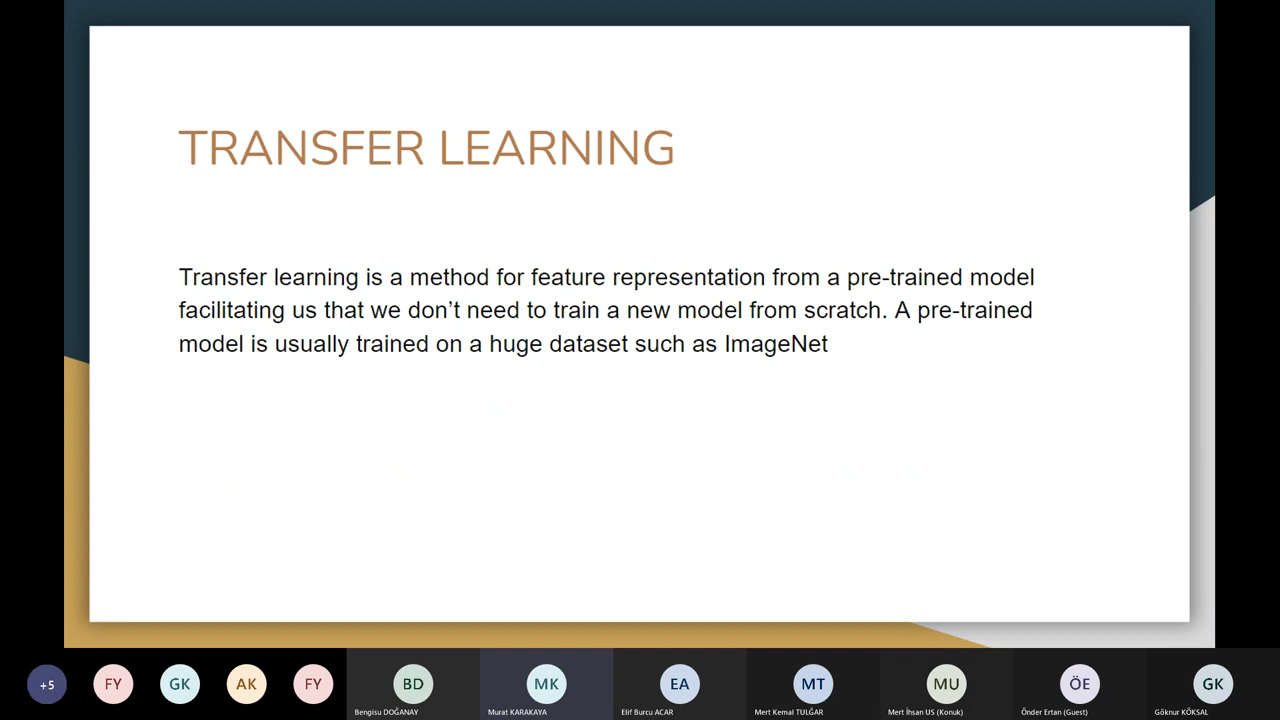 TRANSFER LEARNING
Transfer learning is a method for feature representation from a pre-trained model
facilitating us that we don’t need to train a new model from scratch. A pre-trained
model is usually trained on a huge dataset such as ImageNet
+5
FY
GK
AK
FY
BD
MK
EA
MT
MU
ÖE
GK
Bengisu DOĞANAY
Murat KARAKAYA
Elif Burcu ACAR
Mert Kemal TULĞAR
Mert İhsan US (Konuk)
Önder Ertan (Guest)
Göknur KÖKSAL